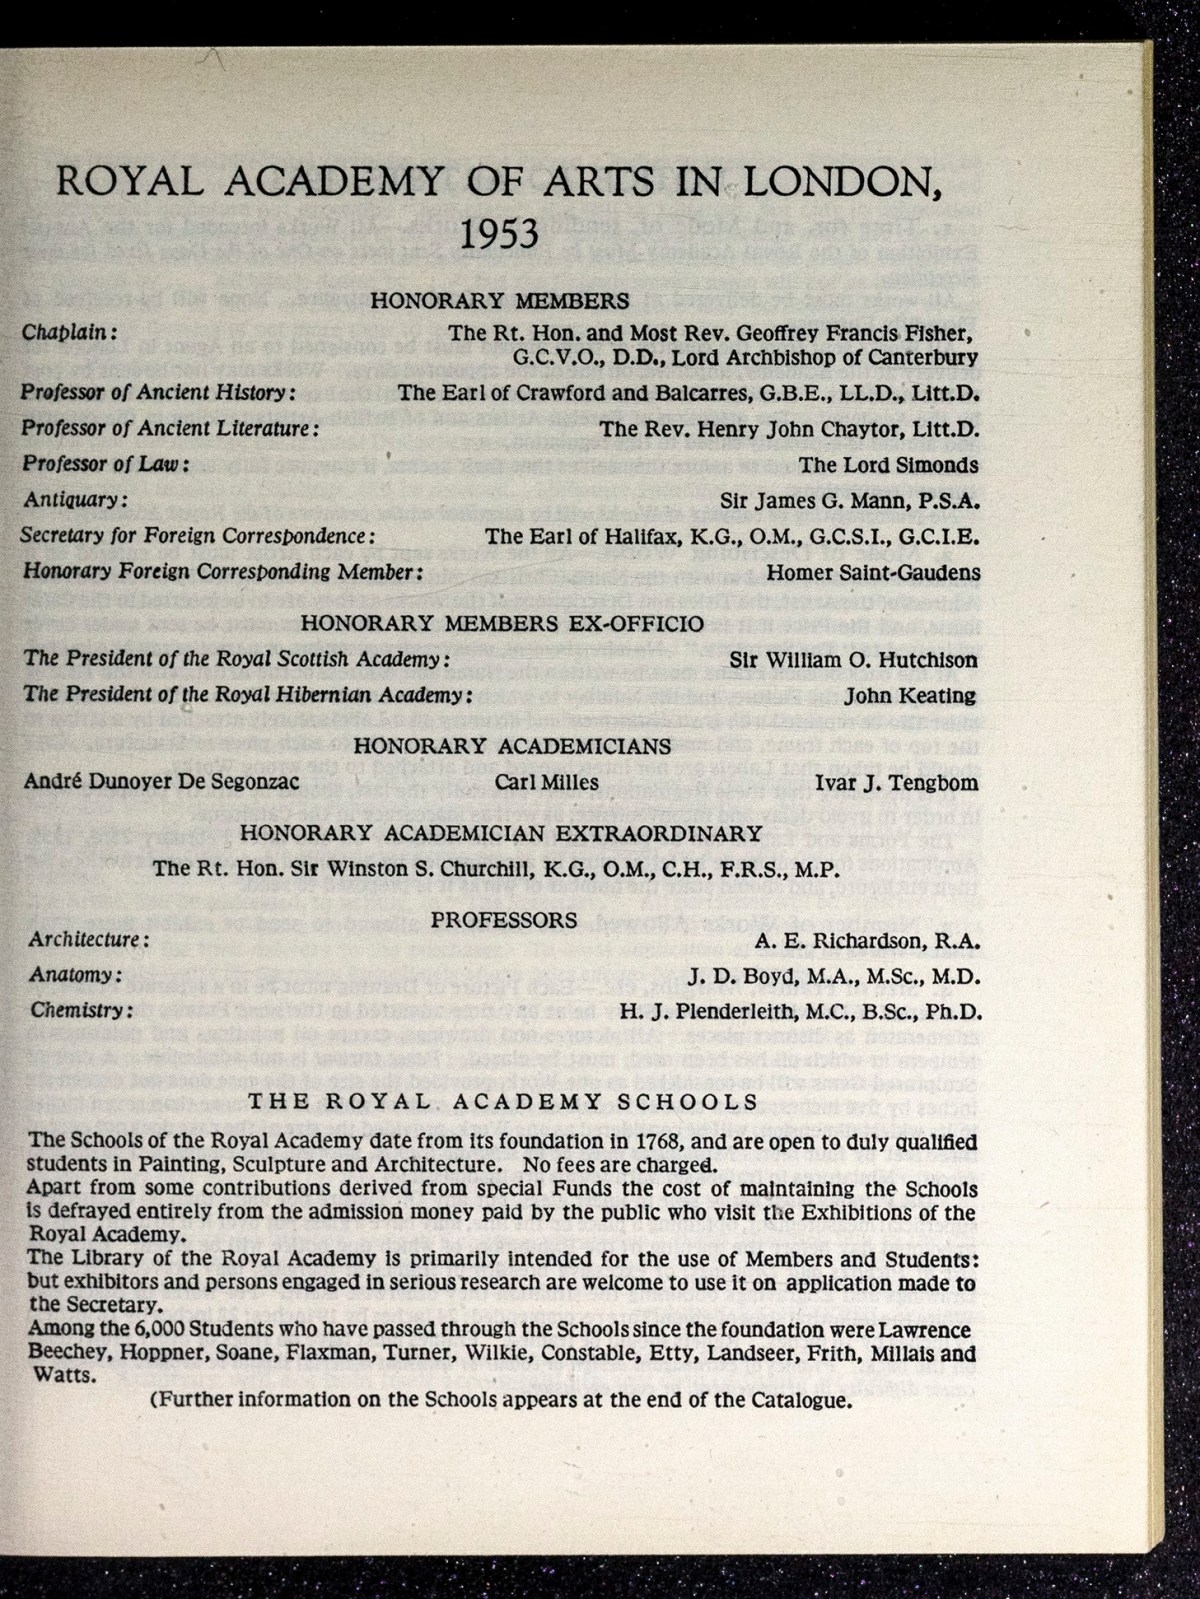 ROYAL ACADEMY OF ARTS IN LONDON,
1953
HONORARY MEMBERS
Chaplain: The Rt. Hon. and Most Rev. Geoffrey Francis Fisher,
G.C.V.O., D.D., Lord Archbishop of Canterbury
Professor of Ancient History: The Earl of Crawford and Balcarres, G.B.E., LL.D., Litt.D.
Professor of Ancient Literature: The Rev. Henry John Chaytor, Litt.D.
Professor of Law: The Lord Simonds
Antiquary: Sir James G. Mann, P.S.A.
Secretary for Foreign Correspondence: The Earl of Halifax, K.G., O.M., G.C.S.I., G.C.I.E.
Honorary Foreign Corresponding Member: Homer Saint-Gaudens
HONORARY MEMBERS EX-OFFICIO
The President of the Royal Scottish Academy: Sir William O. Hutchison
The President of the Royal Hibernian Academy: John Keating
HONORARY ACADEMICIANS
André Dunoyer De Segonzac Carl Milles Ivar J. Tengbom
HONORARY ACADEMICIAN EXTRAORDINARY
The Rt. Hon. Sir Winston S. Churchill, K.G., O.M., C.H., F.R.S., M.P.
PROFESSORS
Architecture: A. E. Richardson, R.A.
Anatomy: J. D. Boyd, M.A., M.Sc., M.D.
Chemistry: H. J. Plenderleith, M.C., B.Sc., Ph.D.
THE ROYAL ACADEMY SCHOOLS
The Schools of the Royal Academy date from its foundation in 1768, and are open to duly qualified
students in Painting, Sculpture and Architecture. No fees are charged.
Apart from some contributions derived from special Funds the cost of maintaining the Schools
is defrayed entirely from the admission money paid by the public who visit the Exhibitions of the
Royal Academy.
The Library of the Royal Academy is primarily intended for the use of Members and Students:
but exhibitors and persons engaged in serious research are welcome to use it on application made to
the Secretary.
Among the 6,000 Students who have passed through the Schools since the foundation were Lawrence
Beechey, Hoppner, Soane, Flaxman, Turner, Wilkie, Constable, Etty, Landseer, Frith, Millais and
Watts.
(Further information on the Schools appears at the end of the Catalogue.